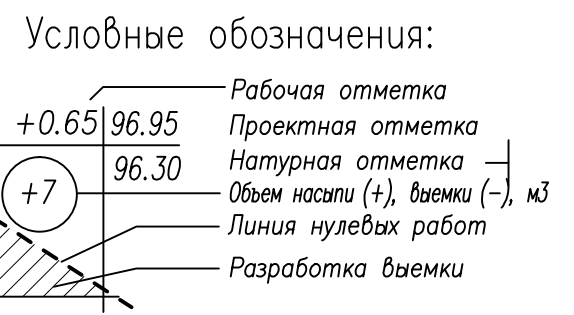 Условные обозначения:
Рабочая отметка
+0.65 96.95 Проектная отметка
96.30 Натурная отметка
+7 Объем насыпи (+), выемки (−), м3
Линия нулевых работ
Разработка выемки